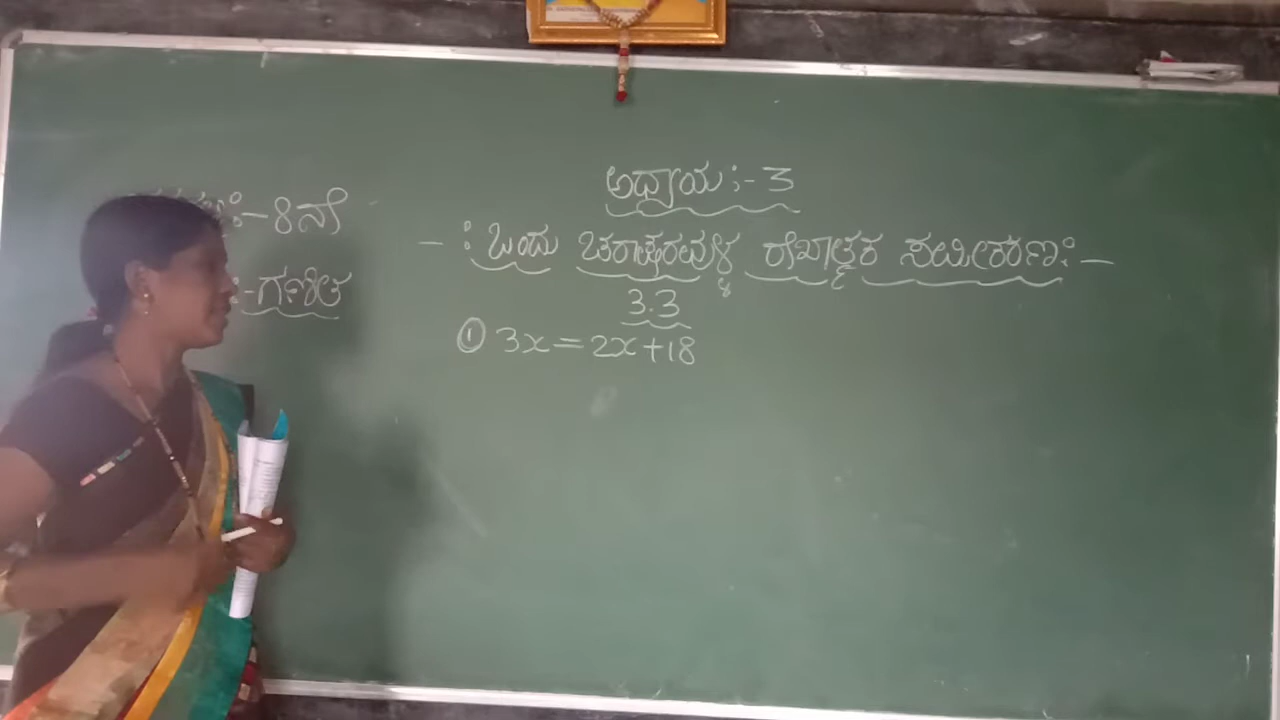 :-8ನೇ
:-ಗಣಿತ
ಅಧ್ಯಾಯ:-3
-: ಒಂದು ಚರಾಕ್ಷರವುಳ್ಳ ರೇಖಾತ್ಮಕ ಸಮೀಕರಣ:-
3.3
① 3x=2x+18